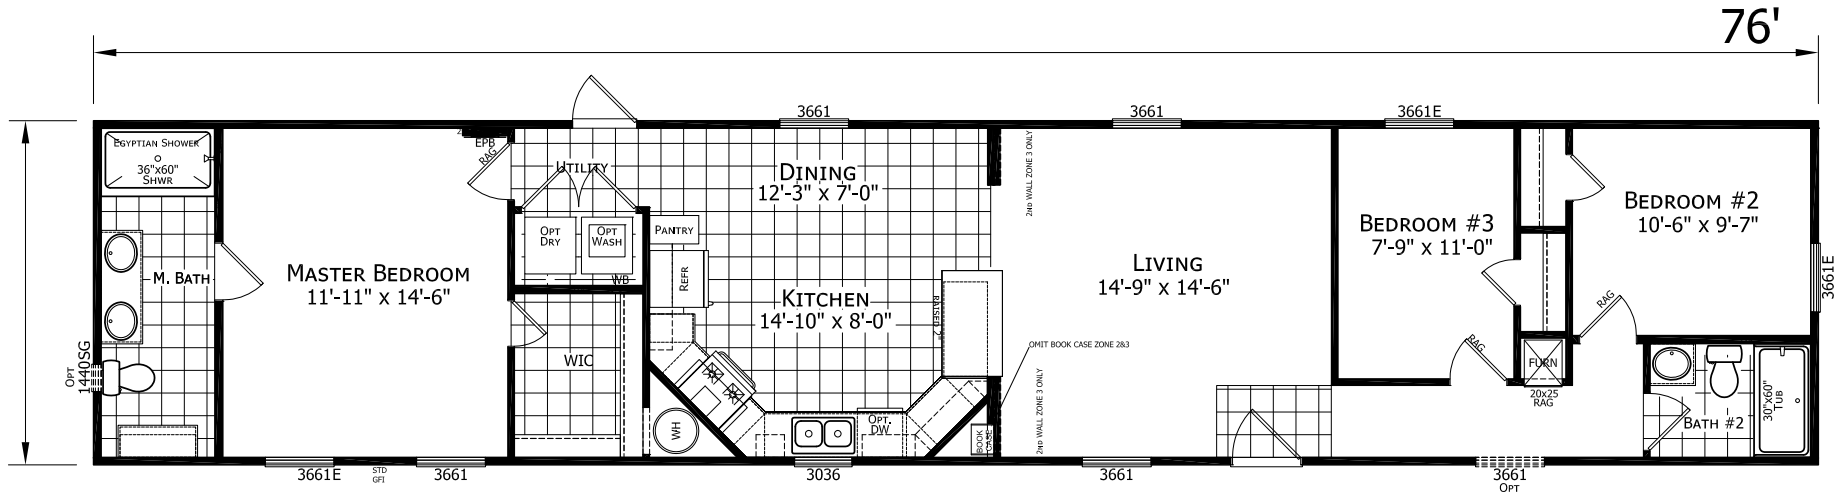 76'
3661
3661
3661E
EGYPTIAN SHOWER
36"x60"
SHWR
EPB
RAG
UTILITY
OPT
DRY
OPT
WASH
WB
PANTRY
REFR
DINING
12'-3" x 7'-0"
KITCHEN
14'-10" x 8'-0"
RAISED 2"
2ND WALL ZONE 3 ONLY
LIVING
14'-9" x 14'-6"
OMIT BOOK CASE ZONE 2&3
2ND WALL ZONE 3 ONLY
BEDROOM #3
7'-9" x 11'-0"
BEDROOM #2
10'-6" x 9'-7"
3661E
RAG
RAG
FURN
20x25
RAG
30"x60"
TUB
BATH #2
M. BATH
MASTER BEDROOM
11'-11" x 14'-6"
WIC
WH
OPT.
DW
BOOK
CASE
OPT
1440SG
3661E
STD
GFI
3661
3036
3661
3661
OPT